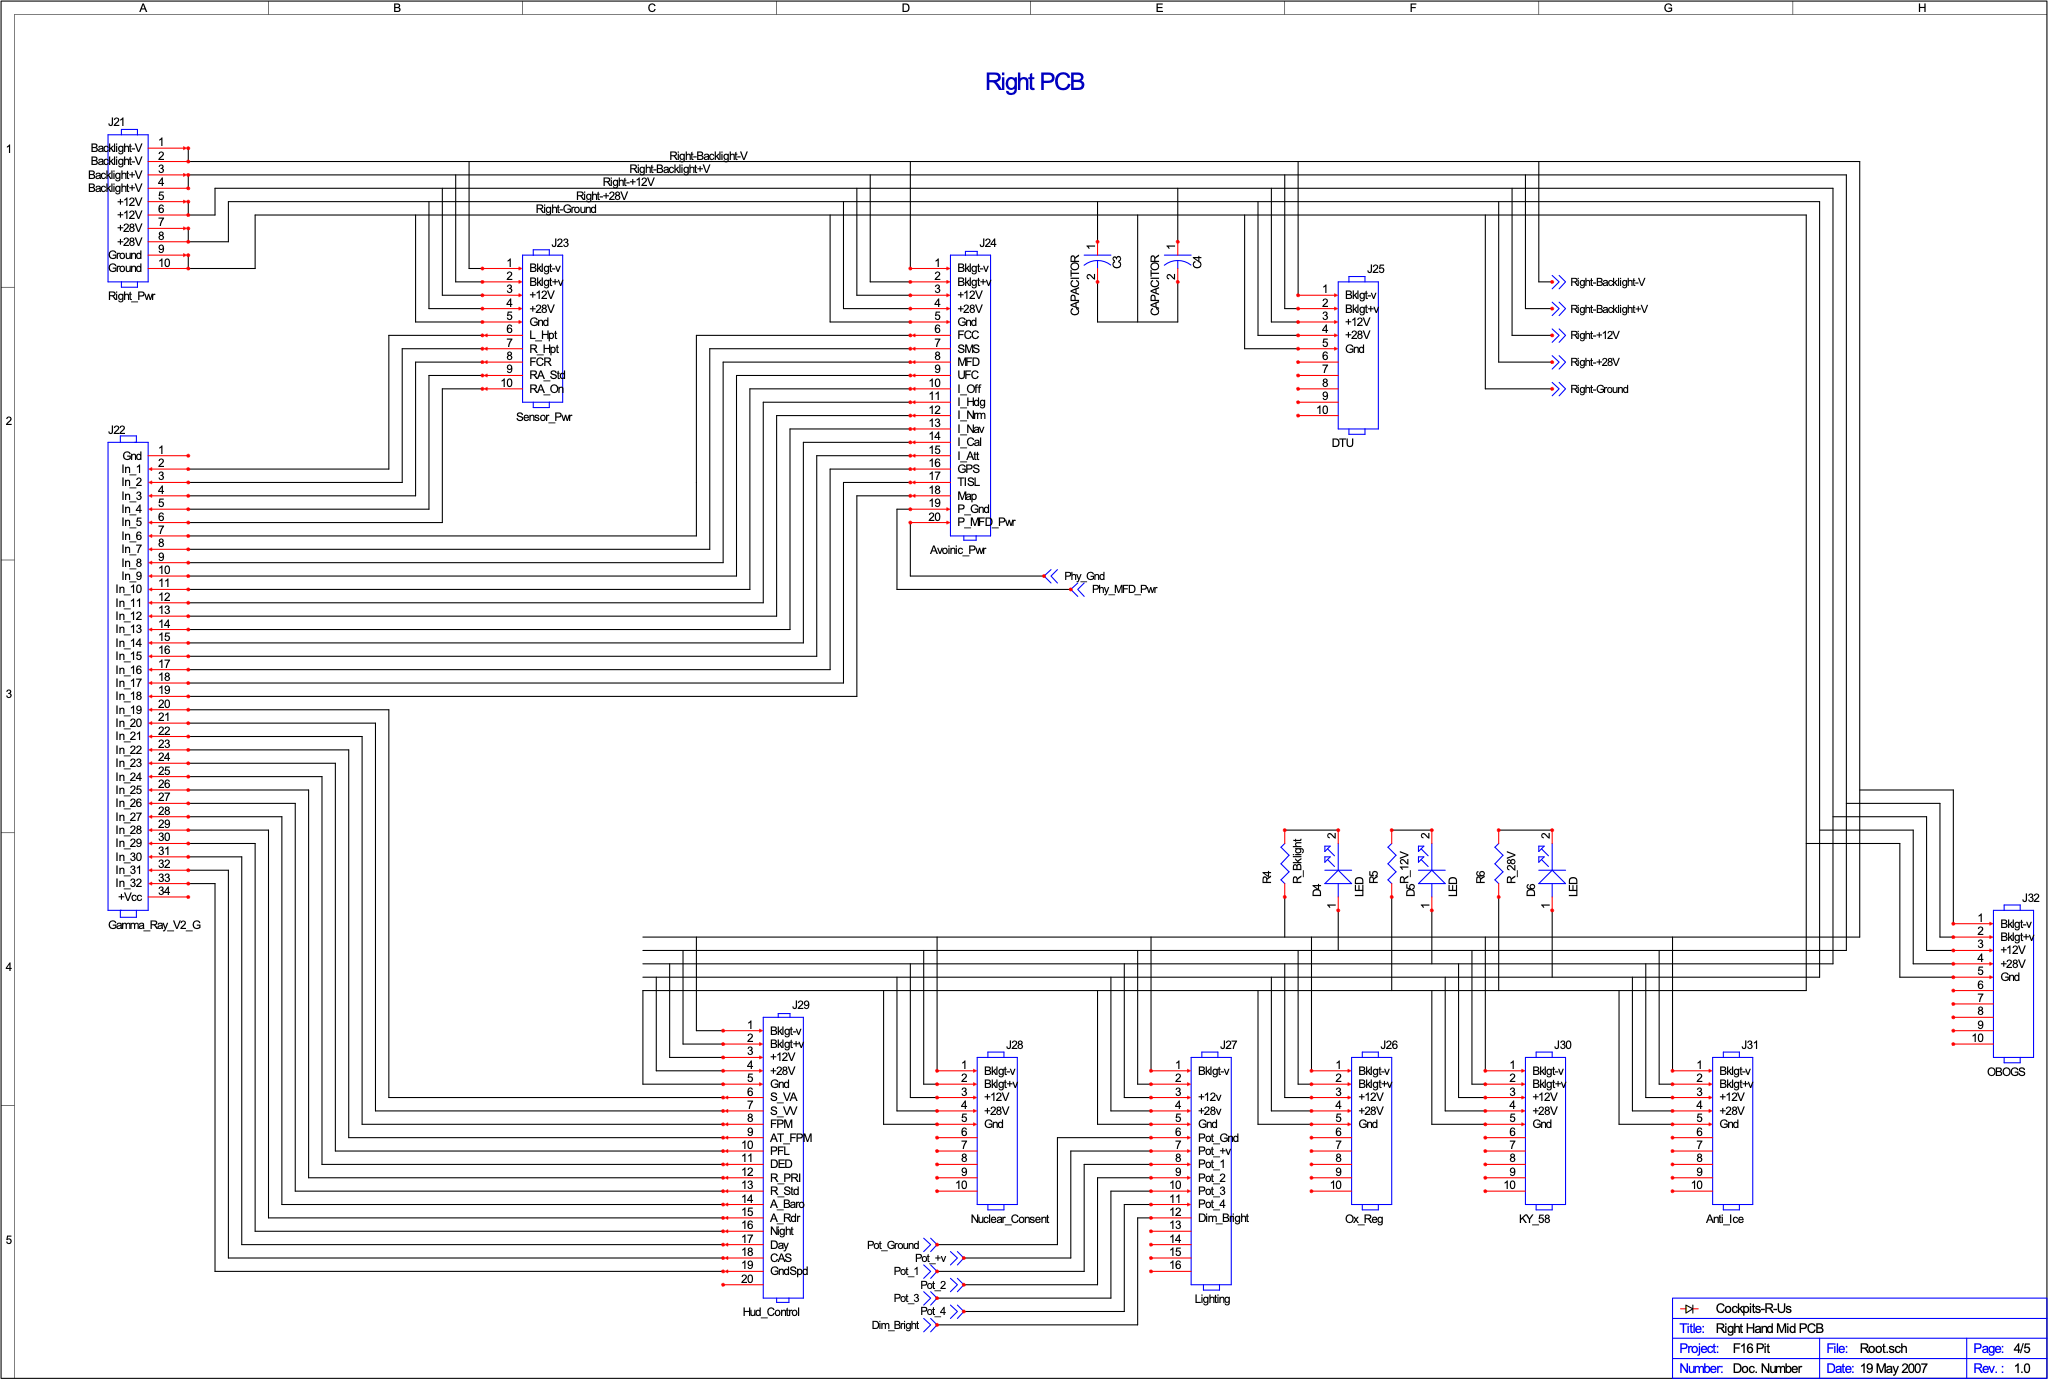 A B C D E F G H
Right PCB
1
2
3
4
5
J21
Backlight-V 1
Backlight-V 2
Backlight+V 3
Backlight+V 4
+12V 5
+12V 6
+28V 7
+28V 8
Ground 9
Ground 10
Right_Pwr
Right-Backlight-V
Right-Backlight+V
Right-+12V
Right-+28V
Right-Ground
J23
1 Bklgt-v
2 Bklgt+v
3 +12V
4 +28V
5 Gnd
6 L_Hpt
7 R_Hpt
8 FCR
9 RA_Std
10 RA_On
Sensor_Pwr
J24
1 Bklgt-v
2 Bklgt+v
3 +12V
4 +28V
5 Gnd
6 FCC
7 SMS
8 MFD
9 UFC
10 I_Off
11 I_Hdg
12 I_Nrm
13 I_Nav
14 I_Cal
15 I_Att
16 GPS
17 TISL
18 Map
19 P_Gnd
20 P_MFD_Pwr
Avoinic_Pwr
Phy_Gnd
Phy_MFD_Pwr
CAPACITOR
1
2
C3
CAPACITOR
1
2
C4
J25
1 Bklgt-v
2 Bklgt+v
3 +12V
4 +28V
5 Gnd
6
7
8
9
10
DTU
Right-Backlight-V
Right-Backlight+V
Right-+12V
Right-+28V
Right-Ground
J22
Gnd 1
In_1 2
In_2 3
In_3 4
In_4 5
In_5 6
In_6 7
In_7 8
In_8 9
In_9 10
In_10 11
In_11 12
In_12 13
In_13 14
In_14 15
In_15 16
In_16 17
In_17 18
In_18 19
In_19 20
In_20 21
In_21 22
In_22 23
In_23 24
In_24 25
In_25 26
In_26 27
In_27 28
In_28 29
In_29 30
In_30 31
In_31 32
In_32 33
+Vcc 34
Gamma_Ray_V2_G
R4
R_Bklight
D4
2
1
LED
R5
R_12V
D5
2
1
LED
R6
R_28V
D6
2
1
LED
J32
1 Bklgt-v
2 Bklgt+v
3 +12V
4 +28V
5 Gnd
6
7
8
9
10
OBOGS
J29
1 Bklgt-v
2 Bklgt+v
3 +12V
4 +28V
5 Gnd
6 S_VA
7 S_VV
8 FPM
9 AT_FPM
10 PFL
11 DED
12 R_PRI
13 R_Std
14 A_Baro
15 A_Rdr
16 Night
17 Day
18 CAS
19 GndSpd
20
Hud_Control
J28
1 Bklgt-v
2 Bklgt+v
3 +12V
4 +28V
5 Gnd
6
7
8
9
10
Nuclear_Consent
J27
1 Bklgt-v
2
3 +12v
4 +28v
5 Gnd
6 Pot_Gnd
7 Pot_+v
8 Pot_1
9 Pot_2
10 Pot_3
11 Pot_4
12 Dim_Bright
13
14
15
16
Lighting
Pot_Ground
Pot_+v
Pot_1
Pot_2
Pot_3
Pot_4
Dim_Bright
J26
1 Bklgt-v
2 Bklgt+v
3 +12V
4 +28V
5 Gnd
6
7
8
9
10
Ox_Reg
J30
1 Bklgt-v
2 Bklgt+v
3 +12V
4 +28V
5 Gnd
6
7
8
9
10
KY_58
J31
1 Bklgt-v
2 Bklgt+v
3 +12V
4 +28V
5 Gnd
6
7
8
9
10
Anti_Ice
Cockpits-R-Us
Title: Right Hand Mid PCB
Project: F16 Pit File: Root.sch Page: 4/5
Number: Doc. Number Date: 19 May 2007 Rev. : 1.0